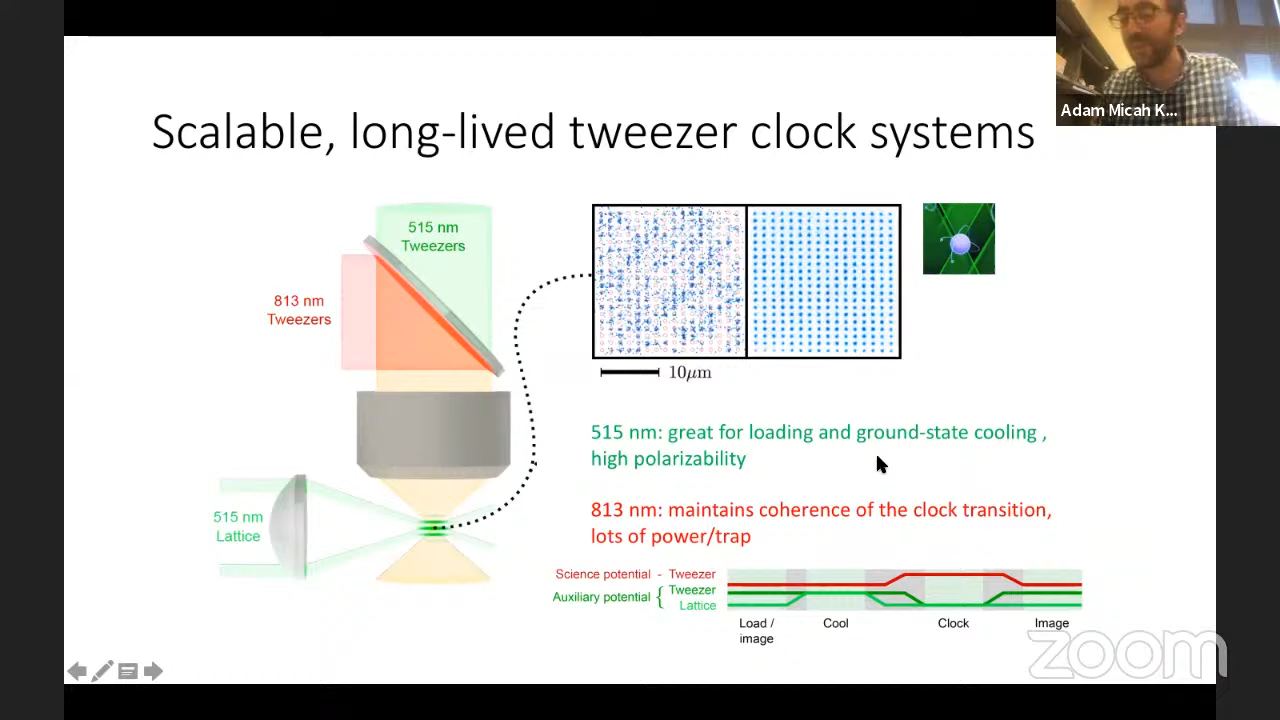 Adam Micah K...
Scalable, long-lived tweezer clock systems
515 nm
Tweezers
813 nm
Tweezers
515 nm
Lattice
10μm
515 nm: great for loading and ground-state cooling ,
high polarizability
813 nm: maintains coherence of the clock transition,
lots of power/trap
Science potential - Tweezer
Auxiliary potential { Tweezer
Lattice
Load /
image
Cool
Clock
Image
zoom